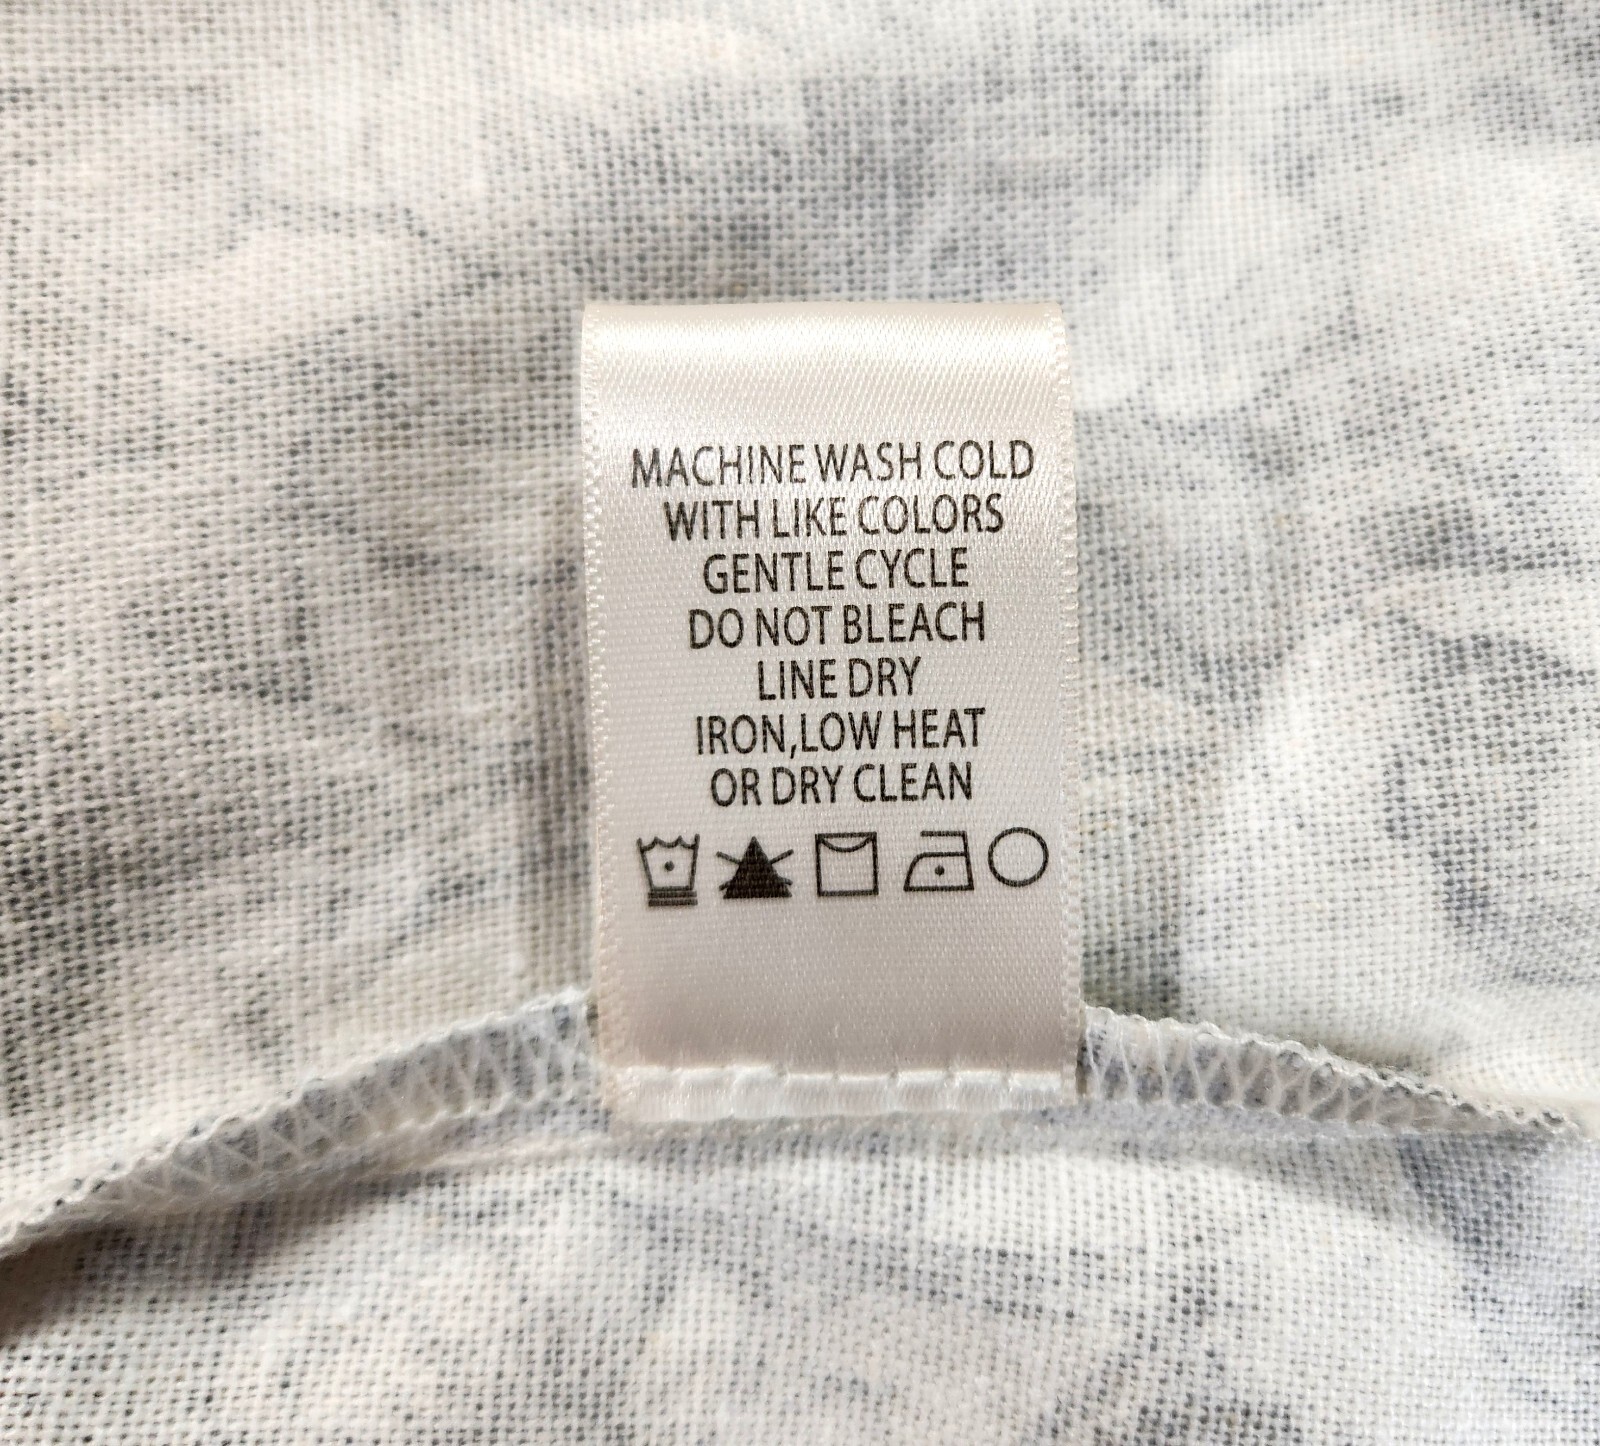 MACHINE WASH COLD
WITH LIKE COLORS
GENTLE CYCLE
DO NOT BLEACH
LINE DRY
IRON,LOW HEAT
OR DRY CLEAN